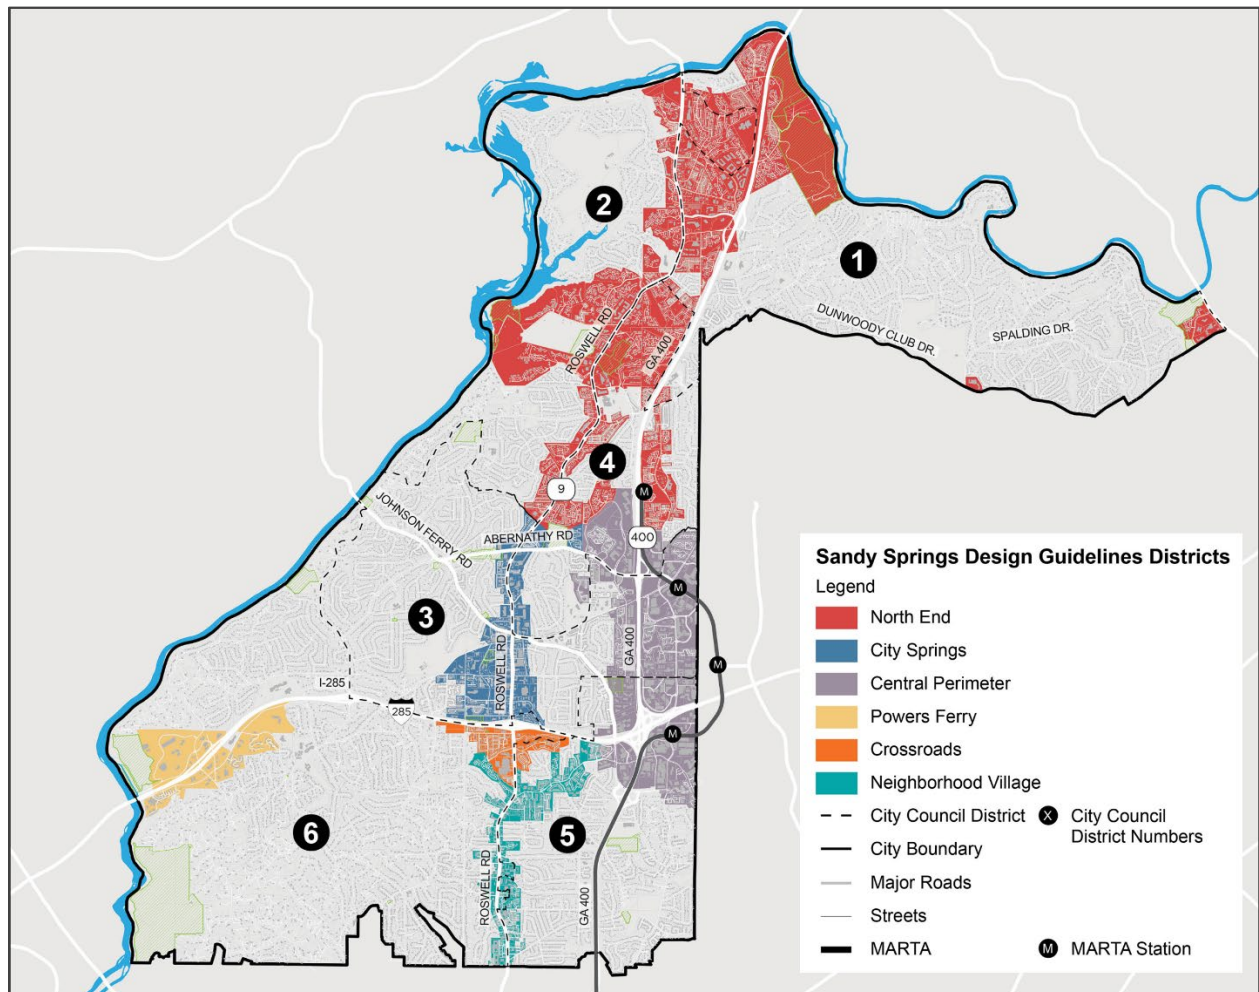 2
1
DUNWOODY CLUB DR.
SPALDING DR.
ROSWELL RD
GA 400
4
M
9
JOHNSON FERRY RD
ABERNATHY RD
400
M
3
ROSWELL RD
GA 400
M
I-285
285
M
6
5
ROSWELL RD
GA 400
Sandy Springs Design Guidelines Districts
Legend
North End
City Springs
Central Perimeter
Powers Ferry
Crossroads
Neighborhood Village
City Council District
X City Council
District Numbers
City Boundary
Major Roads
Streets
MARTA
M MARTA Station